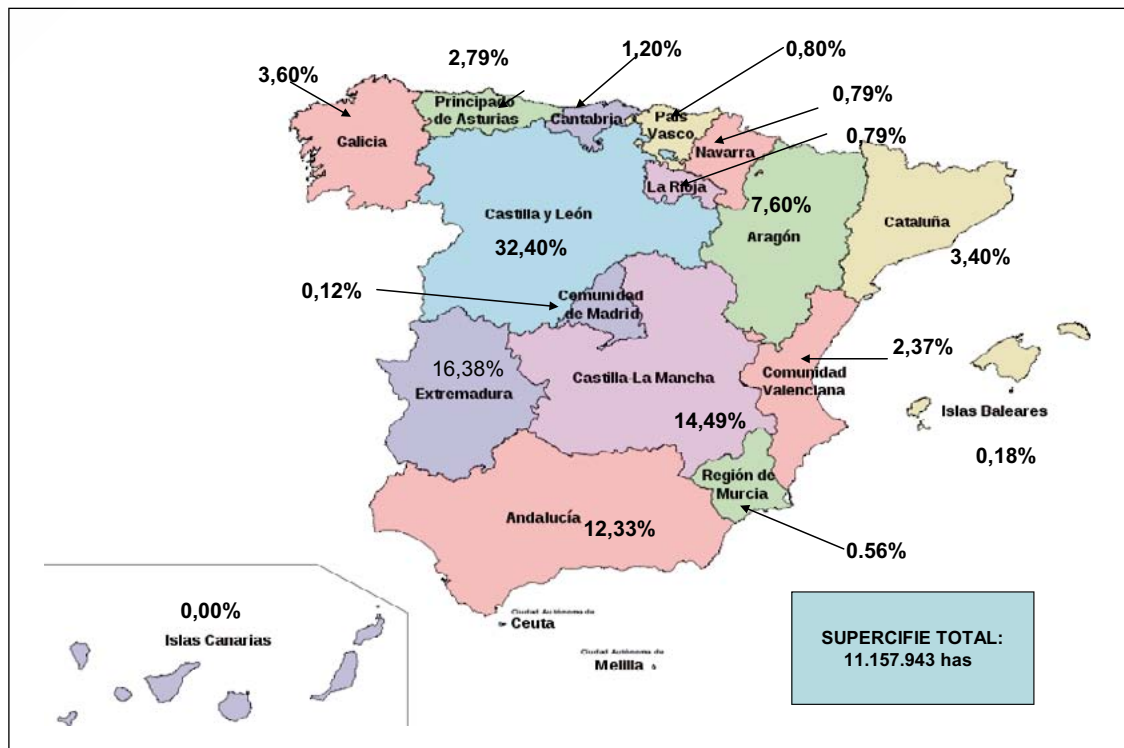 1,20%
0,80%
2,79%
3,60%
0,79%
Principado
de Asturias
Cantabria
País
Vasco
0,79%
Galicia
Navarra
La Rioja
7,60%
Castilla y León
Cataluña
Aragón
32,40%
3,40%
0,12%
Comunidad
de Madrid
2,37%
16,38%
Extremadura
Castilla-La Mancha
Comunidad
Valenciana
14,49%
Islas Baleares
0,18%
Región de
Murcia
Andalucía
12,33%
0.56%
0,00%
Islas Canarias
Ciudad Autónoma de
Ceuta
Ciudad Autónoma de
Melilla
SUPERCIFIE TOTAL:
11.157.943 has